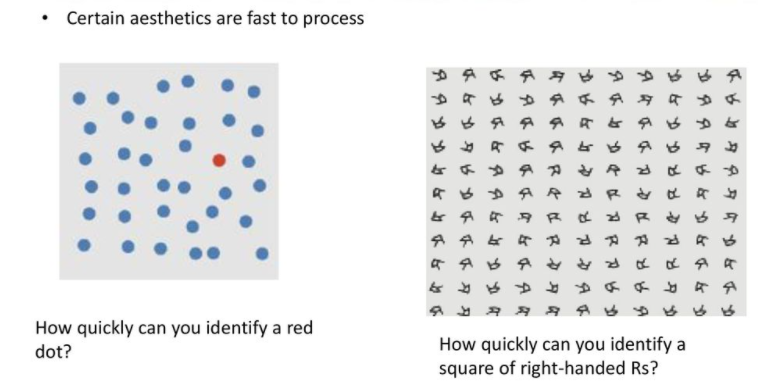 • Certain aesthetics are fast to process
How quickly can you identify a red
dot?
How quickly can you identify a
square of right-handed Rs?